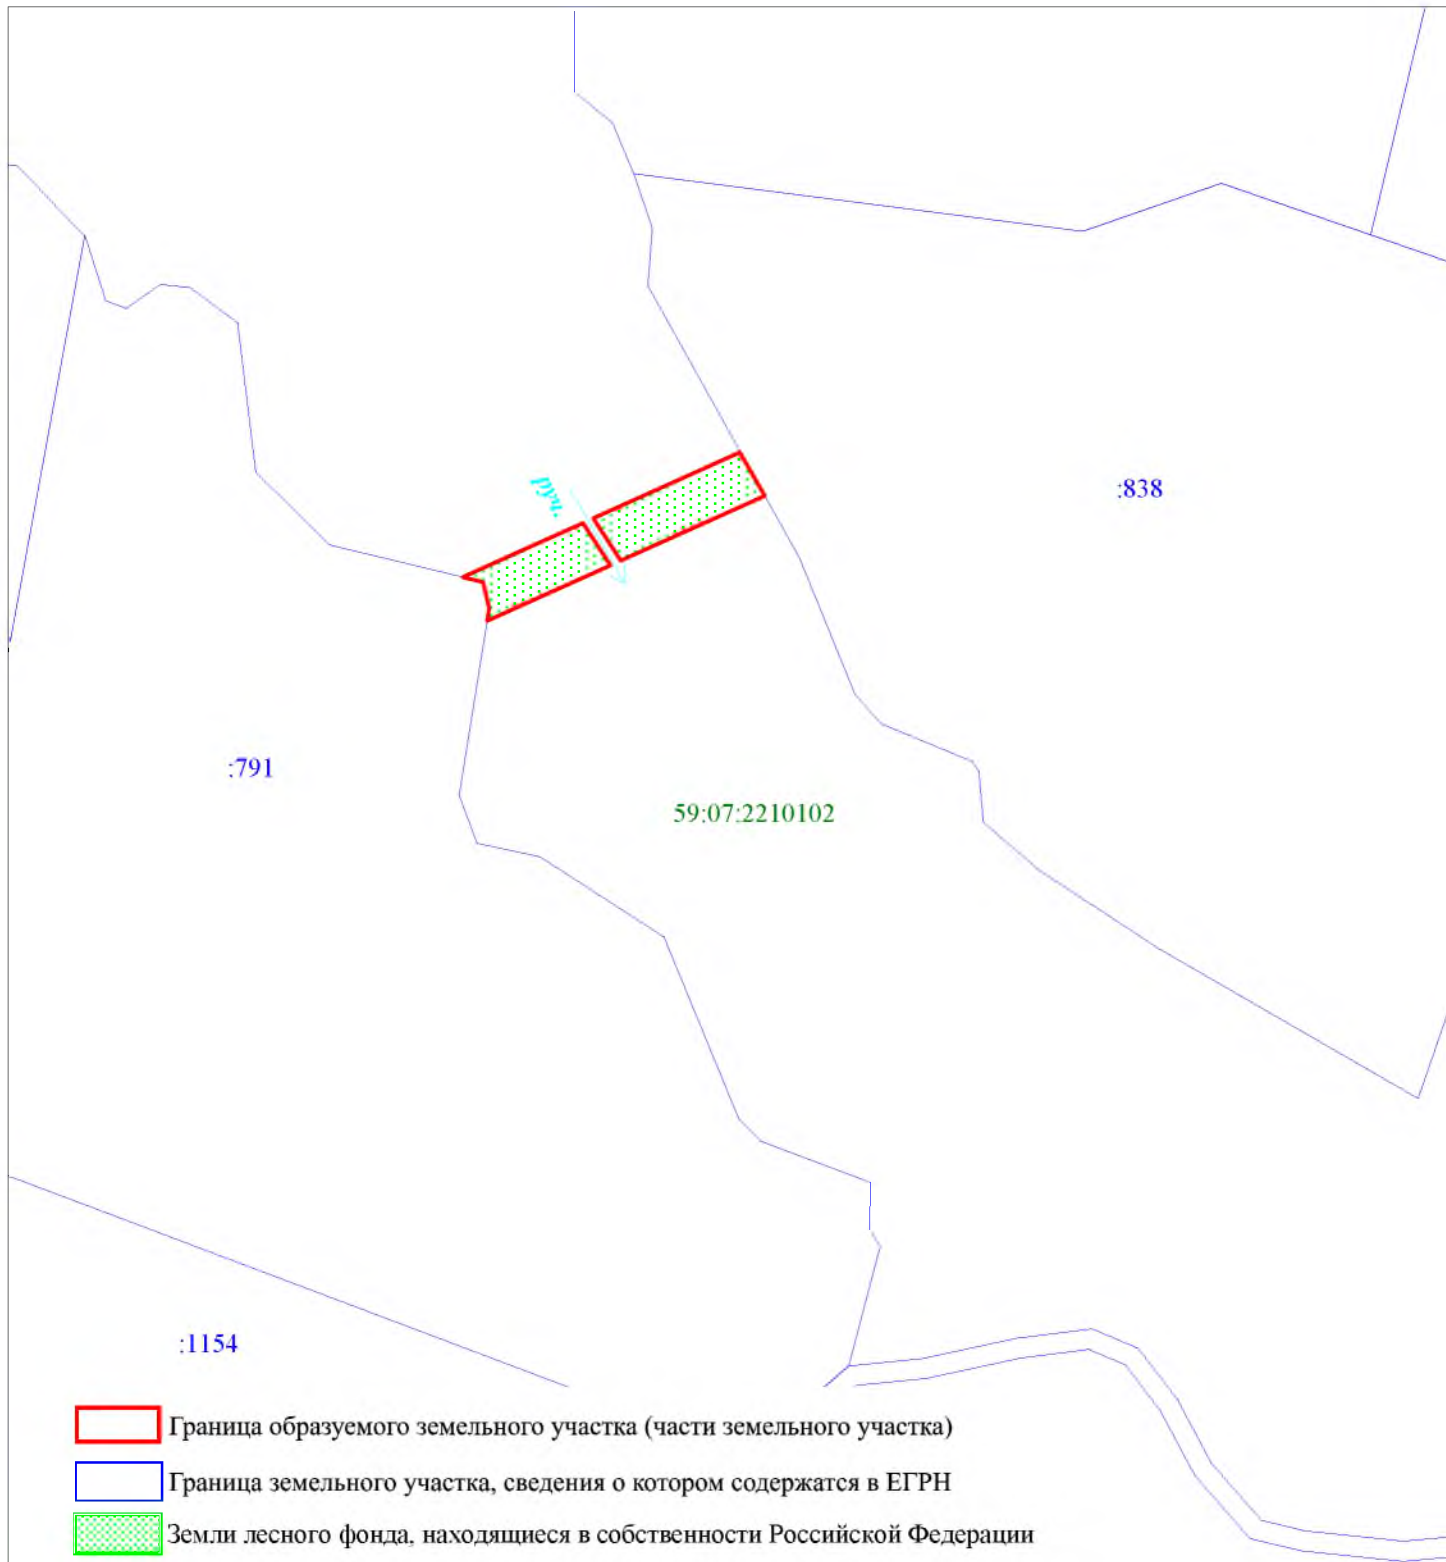 руч.
:838
:791
59:07:2210102
:1154
Граница образуемого земельного участка (части земельного участка)
Граница земельного участка, сведения о котором содержатся в ЕГРН
Земли лесного фонда, находящиеся в собственности Российской Федерации